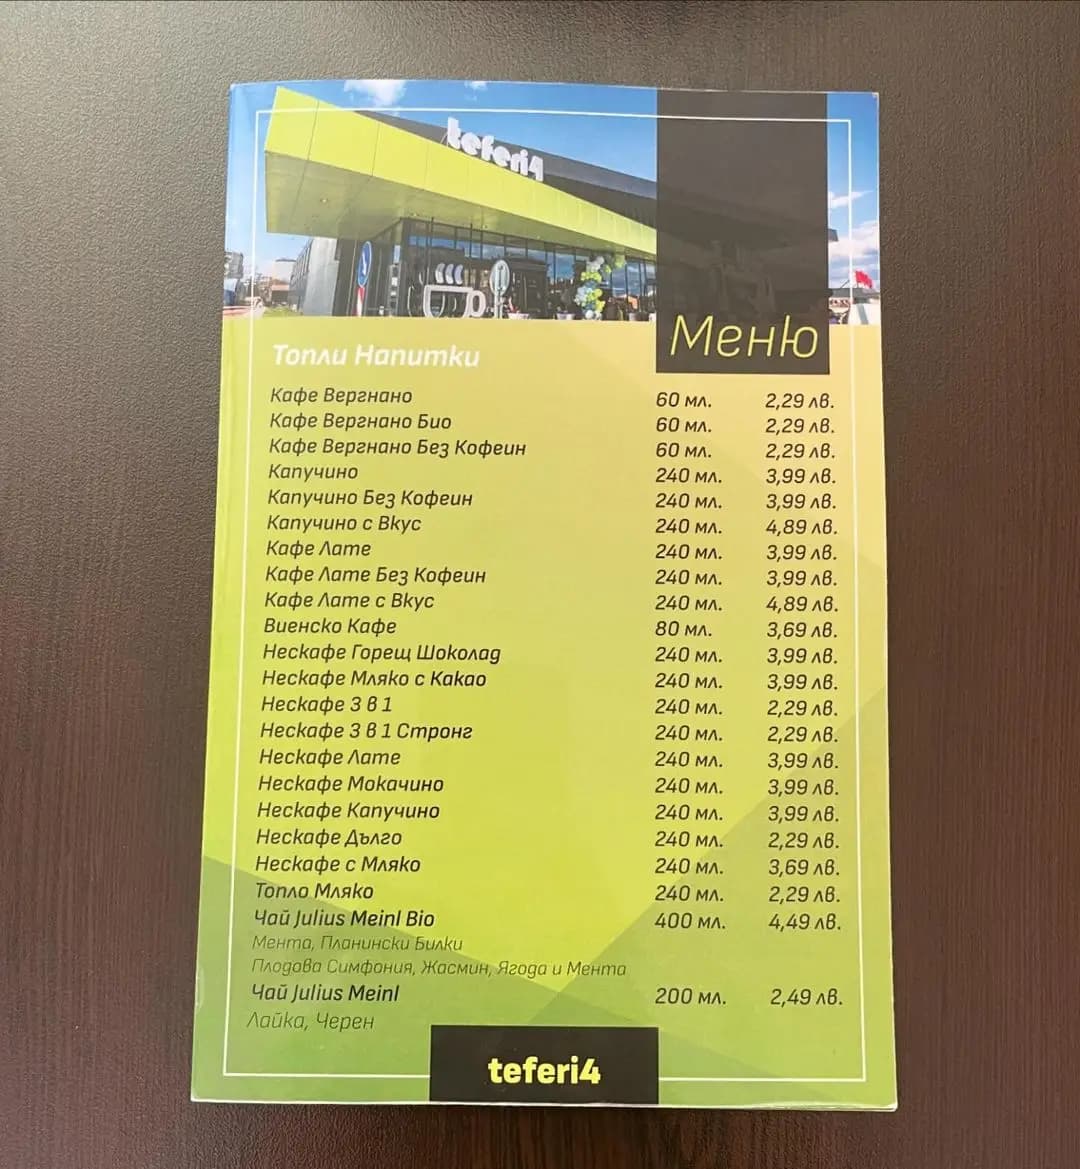 teferi4
Меню
Топли Напитки
Кафе Вергнано 60 мл. 2,29 лв.
Кафе Вергнано Био 60 мл. 2,29 лв.
Кафе Вергнано Без Кофеин 60 мл. 2,29 лв.
Капучино 240 мл. 3,99 лв.
Капучино Без Кофеин 240 мл. 3,99 лв.
Капучино с Вкус 240 мл. 4,89 лв.
Кафе Лате 240 мл. 3,99 лв.
Кафе Лате Без Кофеин 240 мл. 3,99 лв.
Кафе Лате с Вкус 240 мл. 4,89 лв.
Виенско Кафе 80 мл. 3,69 лв.
Нескафе Горещ Шоколад 240 мл. 3,99 лв.
Нескафе Мляко с Какао 240 мл. 3,99 лв.
Нескафе 3 в 1 240 мл. 2,29 лв.
Нескафе 3 в 1 Стронг 240 мл. 2,29 лв.
Нескафе Лате 240 мл. 3,99 лв.
Нескафе Мокачино 240 мл. 3,99 лв.
Нескафе Капучино 240 мл. 3,99 лв.
Нескафе Дълго 240 мл. 2,29 лв.
Нескафе с Мляко 240 мл. 3,69 лв.
Топло Мляко 240 мл. 2,29 лв.
Чай Julius Meinl Bio 400 мл. 4,49 лв.
Мента, Планински Билки
Плодова Симфония, Жасмин, Ягода и Мента
Чай Julius Meinl 200 мл. 2,49 лв.
Лайка, Черен
teferi4